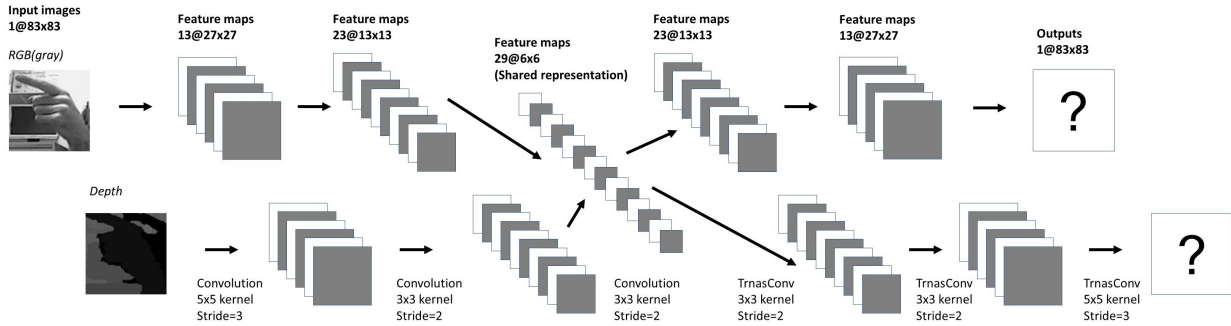 Input images
1@83x83
RGB(gray)
Feature maps
13@27x27
Feature maps
23@13x13
Feature maps
29@6x6
(Shared representation)
Feature maps
23@13x13
Feature maps
13@27x27
Outputs
1@83x83
?
Depth
Convolution
5x5 kernel
Stride=3
Convolution
3x3 kernel
Stride=2
Convolution
3x3 kernel
Stride=2
TrnasConv
3x3 kernel
Stride=2
TrnasConv
3x3 kernel
Stride=2
TrnasConv
5x5 kernel
Stride=3
?